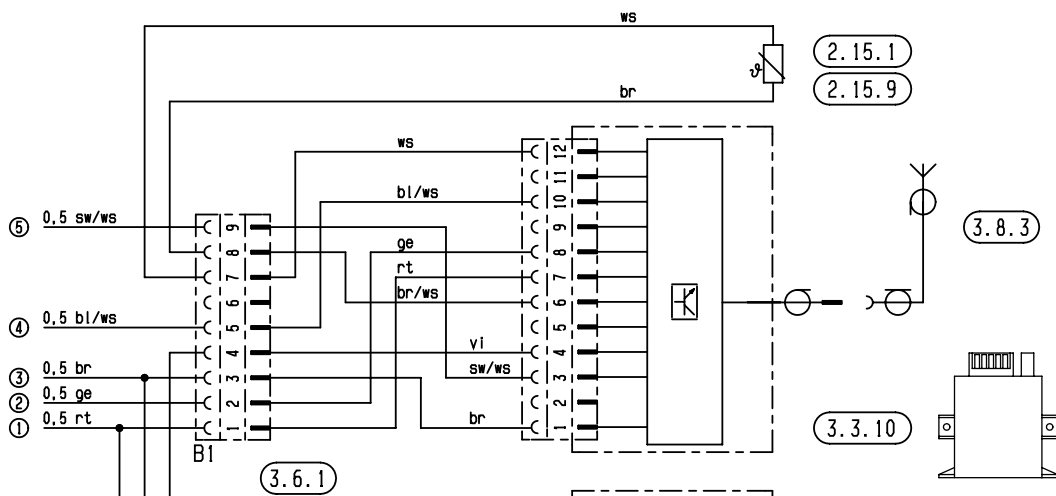 ws
ϑ
2.15.1
br
2.15.9
ws
12
11
bl/ws
10
⑤ 0,5 sw/ws
9
9
3.8.3
8
ge
8
7
rt
7
6
br/ws
6
④ 0,5 bl/ws
5
5
4
vi
4
③ 0,5 br
3
sw/ws
3
② 0,5 ge
2
2
① 0,5 rt
1
br
1
3.3.10
B1
3.6.1